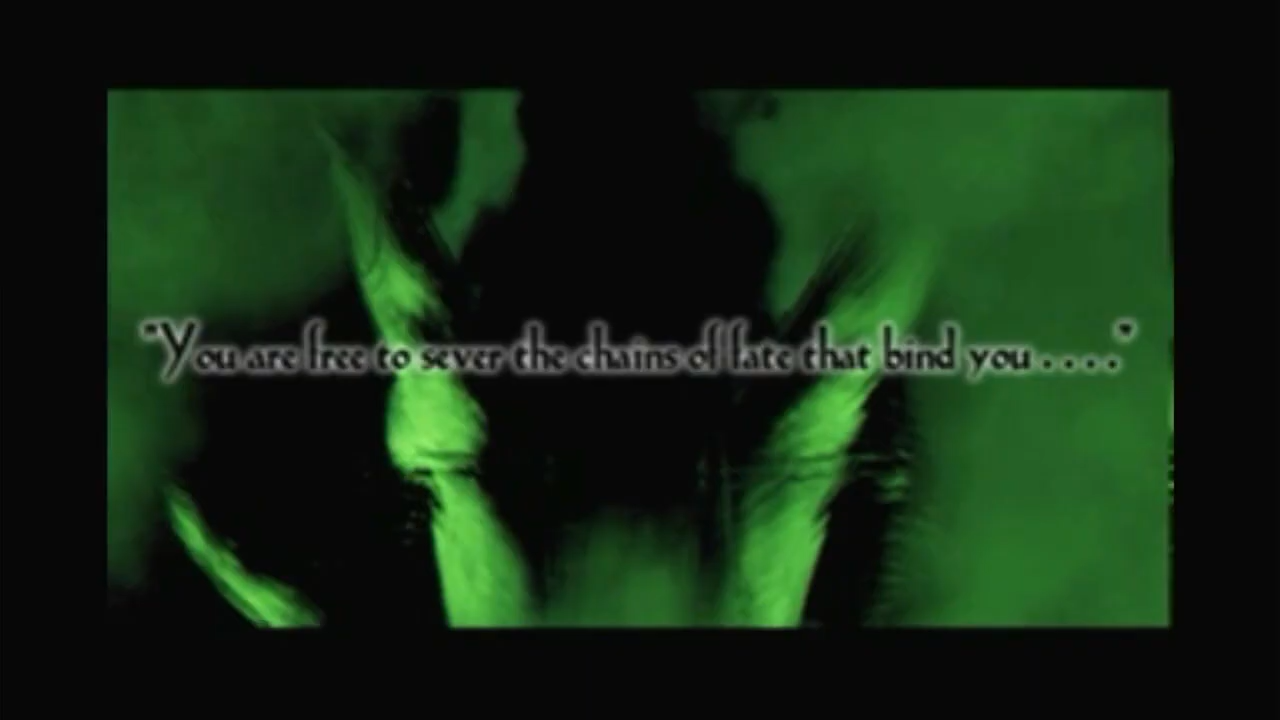 "You are free to sever the chains of fate that bind you . . . ."